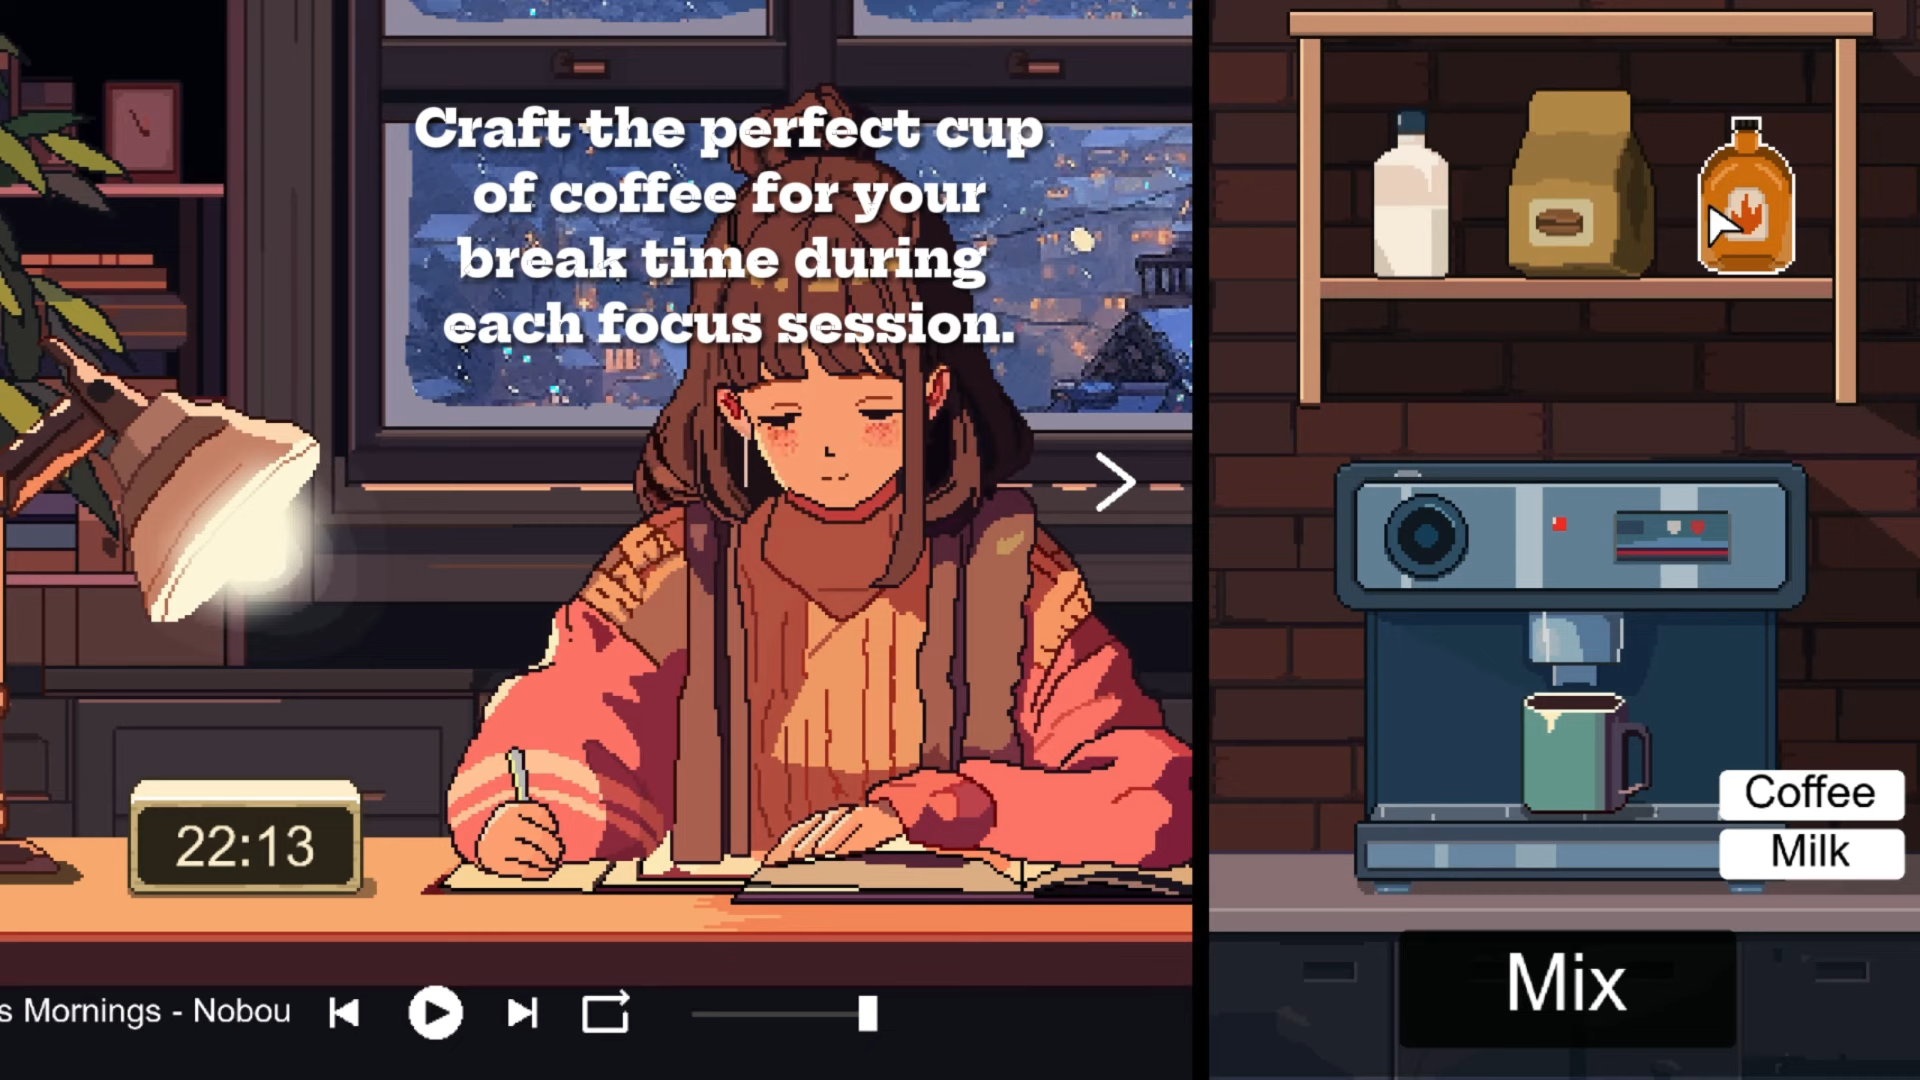 Craft the perfect cup
of coffee for your
break time during
each focus session.
22:13
s Mornings - Nobou
Coffee
Milk
Mix